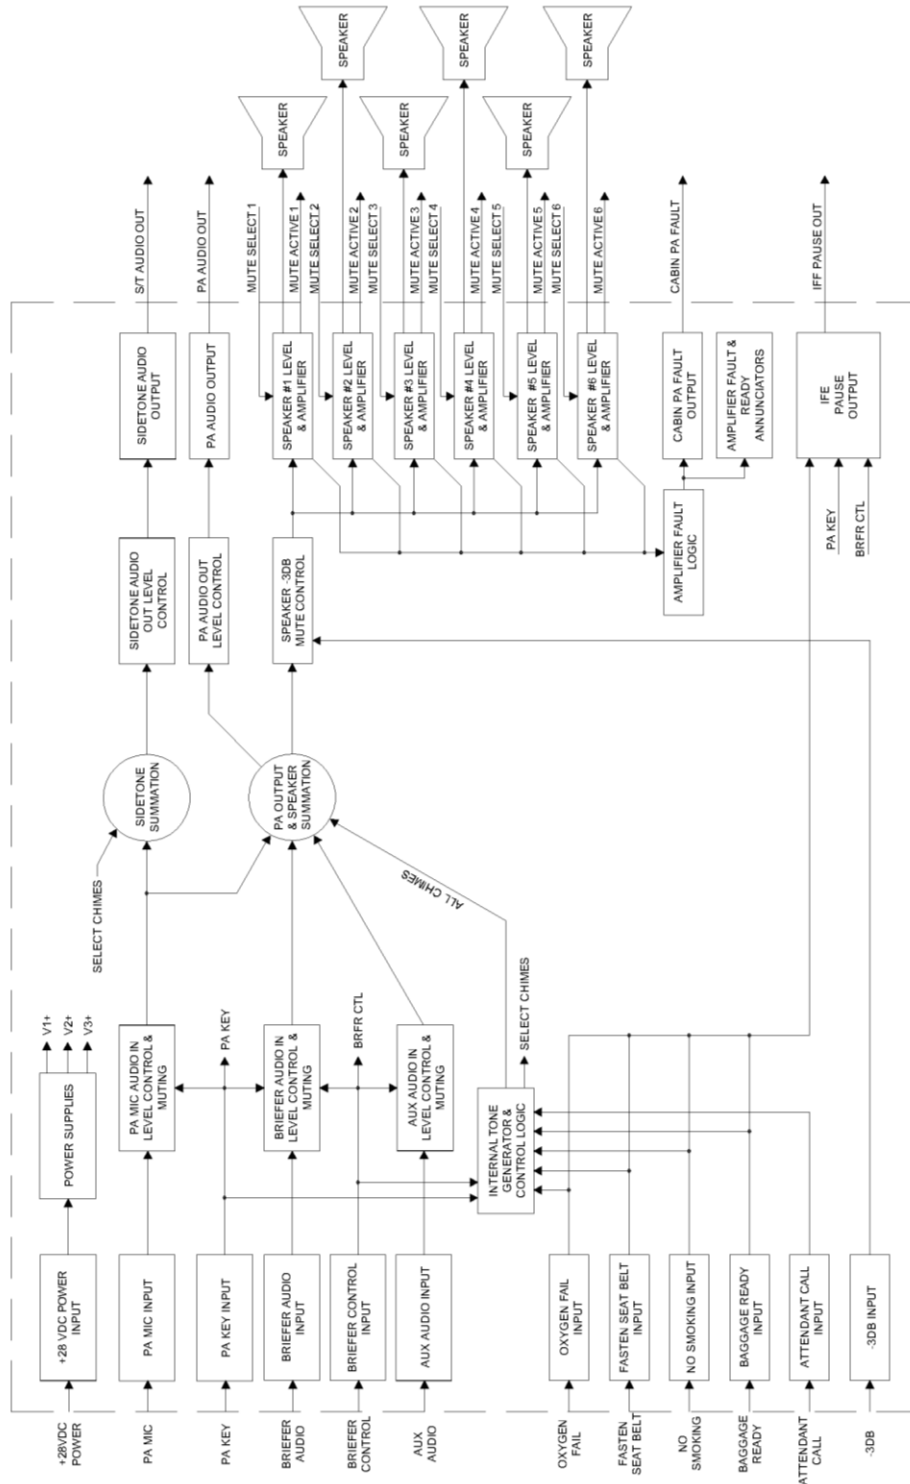 +28VDC
POWER
PA MIC
PA KEY
BRIEFER
AUDIO
BRIEFER
CONTROL
AUX
AUDIO
OXYGEN
FAIL
FASTEN
SEAT BELT
NO
SMOKING
BAGGAGE
READY
ATTENDANT
CALL
-3DB
+28 VDC POWER
INPUT
PA MIC INPUT
PA KEY INPUT
BRIEFER AUDIO
INPUT
BRIEFER CONTROL
INPUT
AUX AUDIO INPUT
OXYGEN FAIL
INPUT
FASTEN SEAT BELT
INPUT
NO SMOKING INPUT
BAGGAGE READY
INPUT
ATTENDANT CALL
INPUT
-3DB INPUT
POWER SUPPLIES
V1+
V2+
V3+
PA MIC AUDIO IN
LEVEL CONTROL &
MUTING
PA KEY
BRIEFER AUDIO IN
LEVEL CONTROL &
MUTING
BRFR CTL
AUX AUDIO IN
LEVEL CONTROL &
MUTING
INTERNAL TONE
GENERATOR &
CONTROL LOGIC
SELECT CHIMES
SELECT CHIMES
ALL CHIMES
SIDETONE
SUMMATION
PA OUTPUT
& SPEAKER
SUMMATION
SIDETONE AUDIO
OUT LEVEL
CONTROL
PA AUDIO OUT
LEVEL CONTROL
SPEAKER -3DB
MUTE CONTROL
AMPLIFIER FAULT
LOGIC
PA KEY
BRFR CTL
SIDETONE AUDIO
OUTPUT
PA AUDIO OUTPUT
SPEAKER #1 LEVEL
& AMPLIFIER
SPEAKER #2 LEVEL
& AMPLIFIER
SPEAKER #3 LEVEL
& AMPLIFIER
SPEAKER #4 LEVEL
& AMPLIFIER
SPEAKER #5 LEVEL
& AMPLIFIER
SPEAKER #6 LEVEL
& AMPLIFIER
CABIN PA FAULT
OUTPUT
AMPLIFIER FAULT &
READY
ANNUNCIATORS
IFE
PAUSE
OUTPUT
S/T AUDIO OUT
PA AUDIO OUT
MUTE SELECT 1
MUTE ACTIVE 1
MUTE SELECT 2
MUTE ACTIVE 2
MUTE SELECT 3
MUTE ACTIVE 3
MUTE SELECT 4
MUTE ACTIVE 4
MUTE SELECT 5
MUTE ACTIVE 5
MUTE SELECT 6
MUTE ACTIVE 6
CABIN PA FAULT
IFF PAUSE OUT
SPEAKER
SPEAKER
SPEAKER
SPEAKER
SPEAKER
SPEAKER